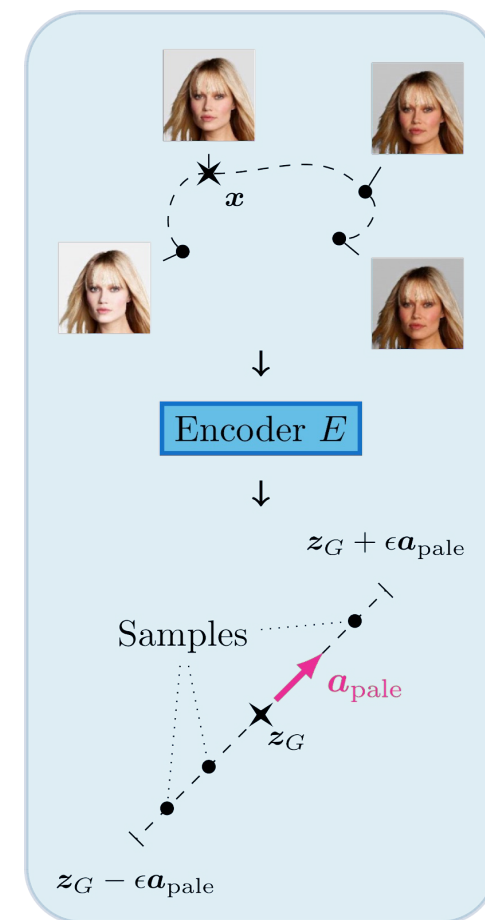 x
Encoder E
z_G + ϵa_pale
Samples
a_pale
z_G
z_G − ϵa_pale